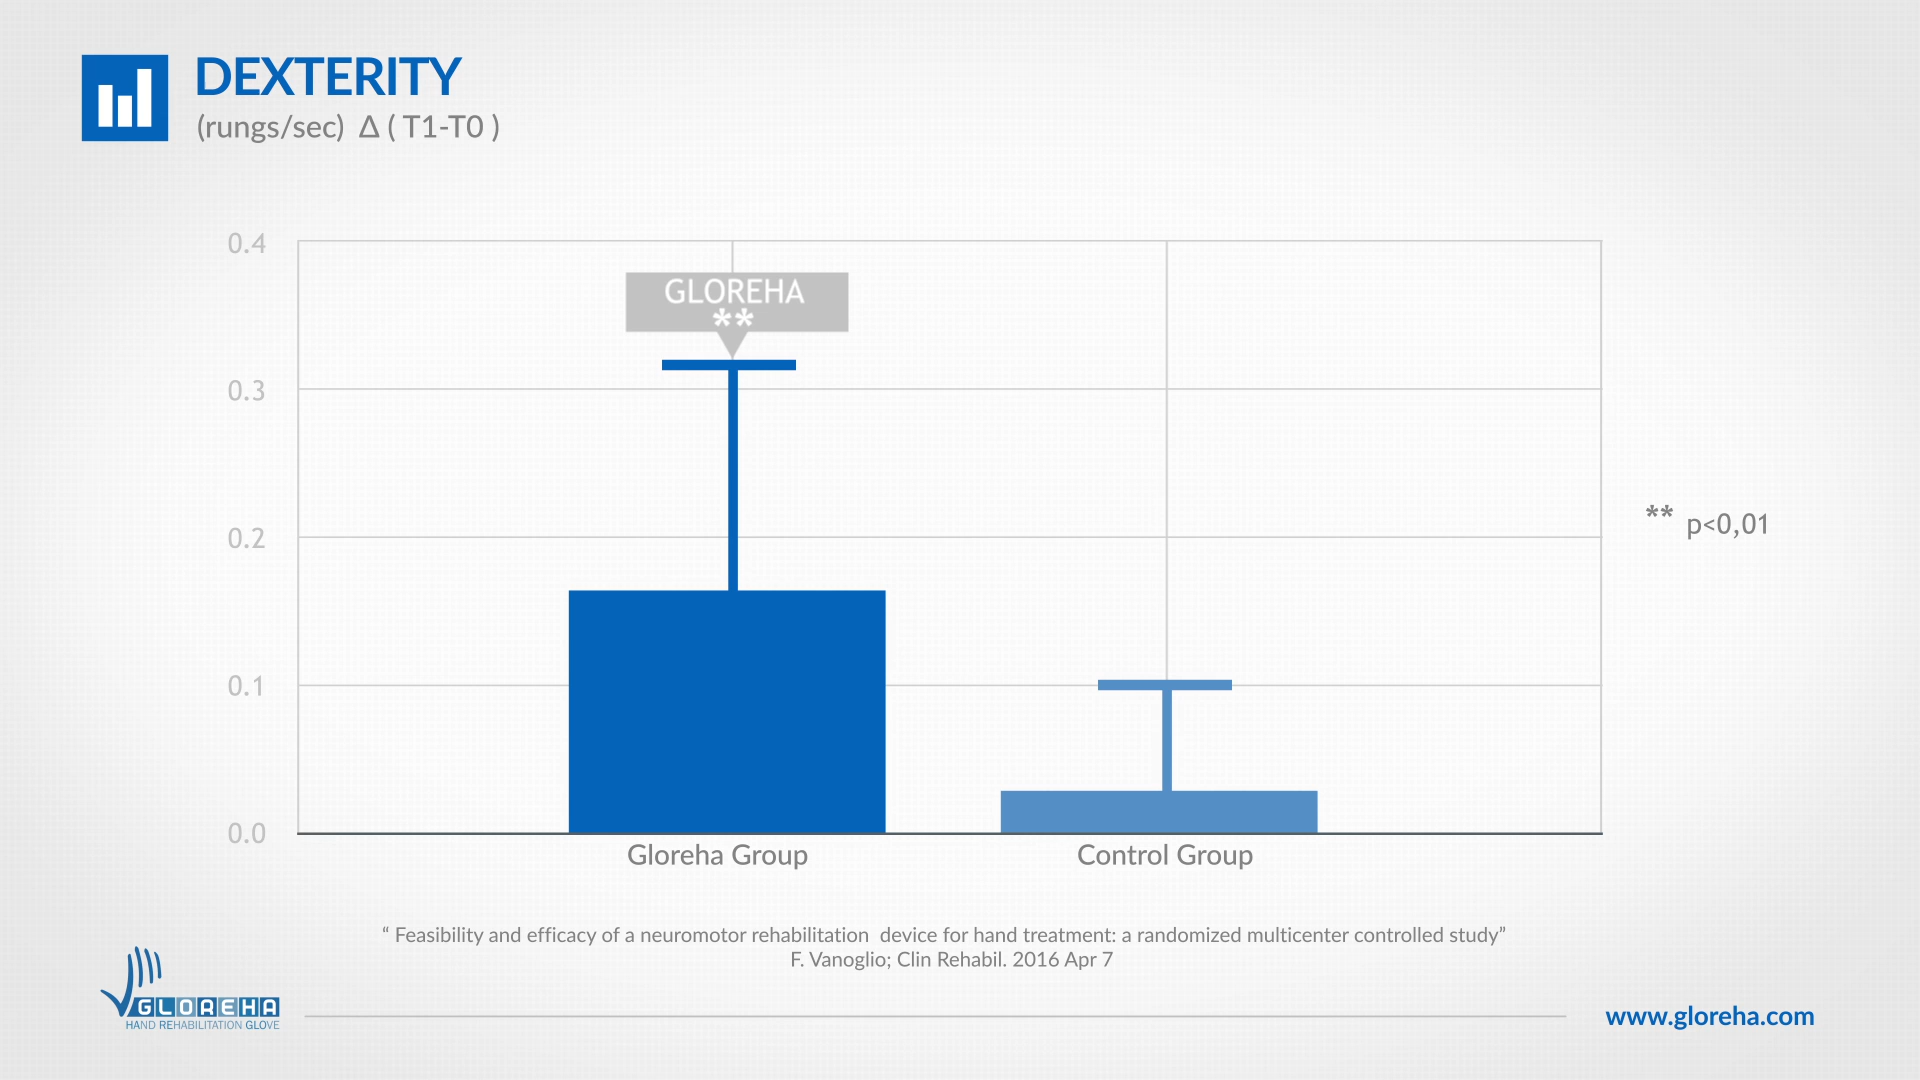 DEXTERITY
(rungs/sec) Δ ( T1-T0 )
0.4
GLOREHA
**
0.3
0.2
** p<0,01
0.1
0.0
Gloreha Group
Control Group
“ Feasibility and efficacy of a neuromotor rehabilitation device for hand treatment: a randomized multicenter controlled study”
F. Vanoglio; Clin Rehabil. 2016 Apr 7
GLOREHA
HAND REHABILITATION GLOVE
www.gloreha.com